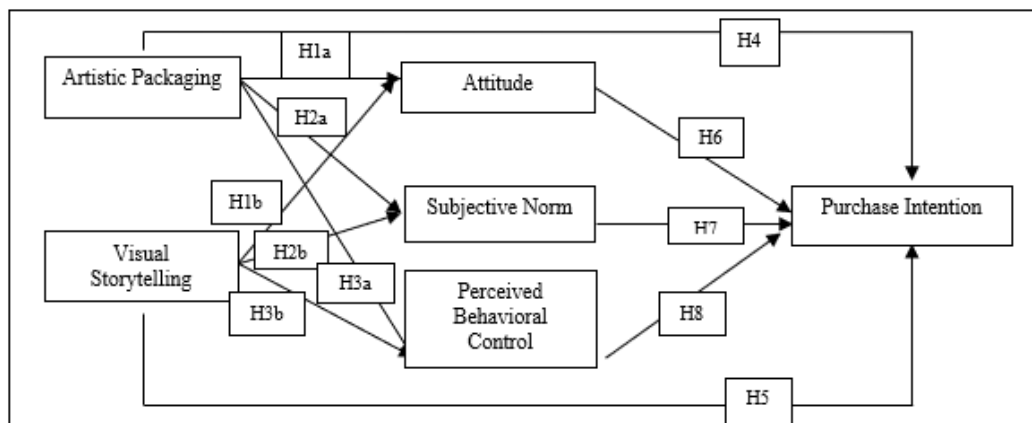 H1a
H4
Artistic Packaging
Attitude
H2a
H6
H1b
Subjective Norm
H7
Purchase Intention
Visual
Storytelling
H2b
H3a
H3b
Perceived
Behavioral
Control
H8
H5